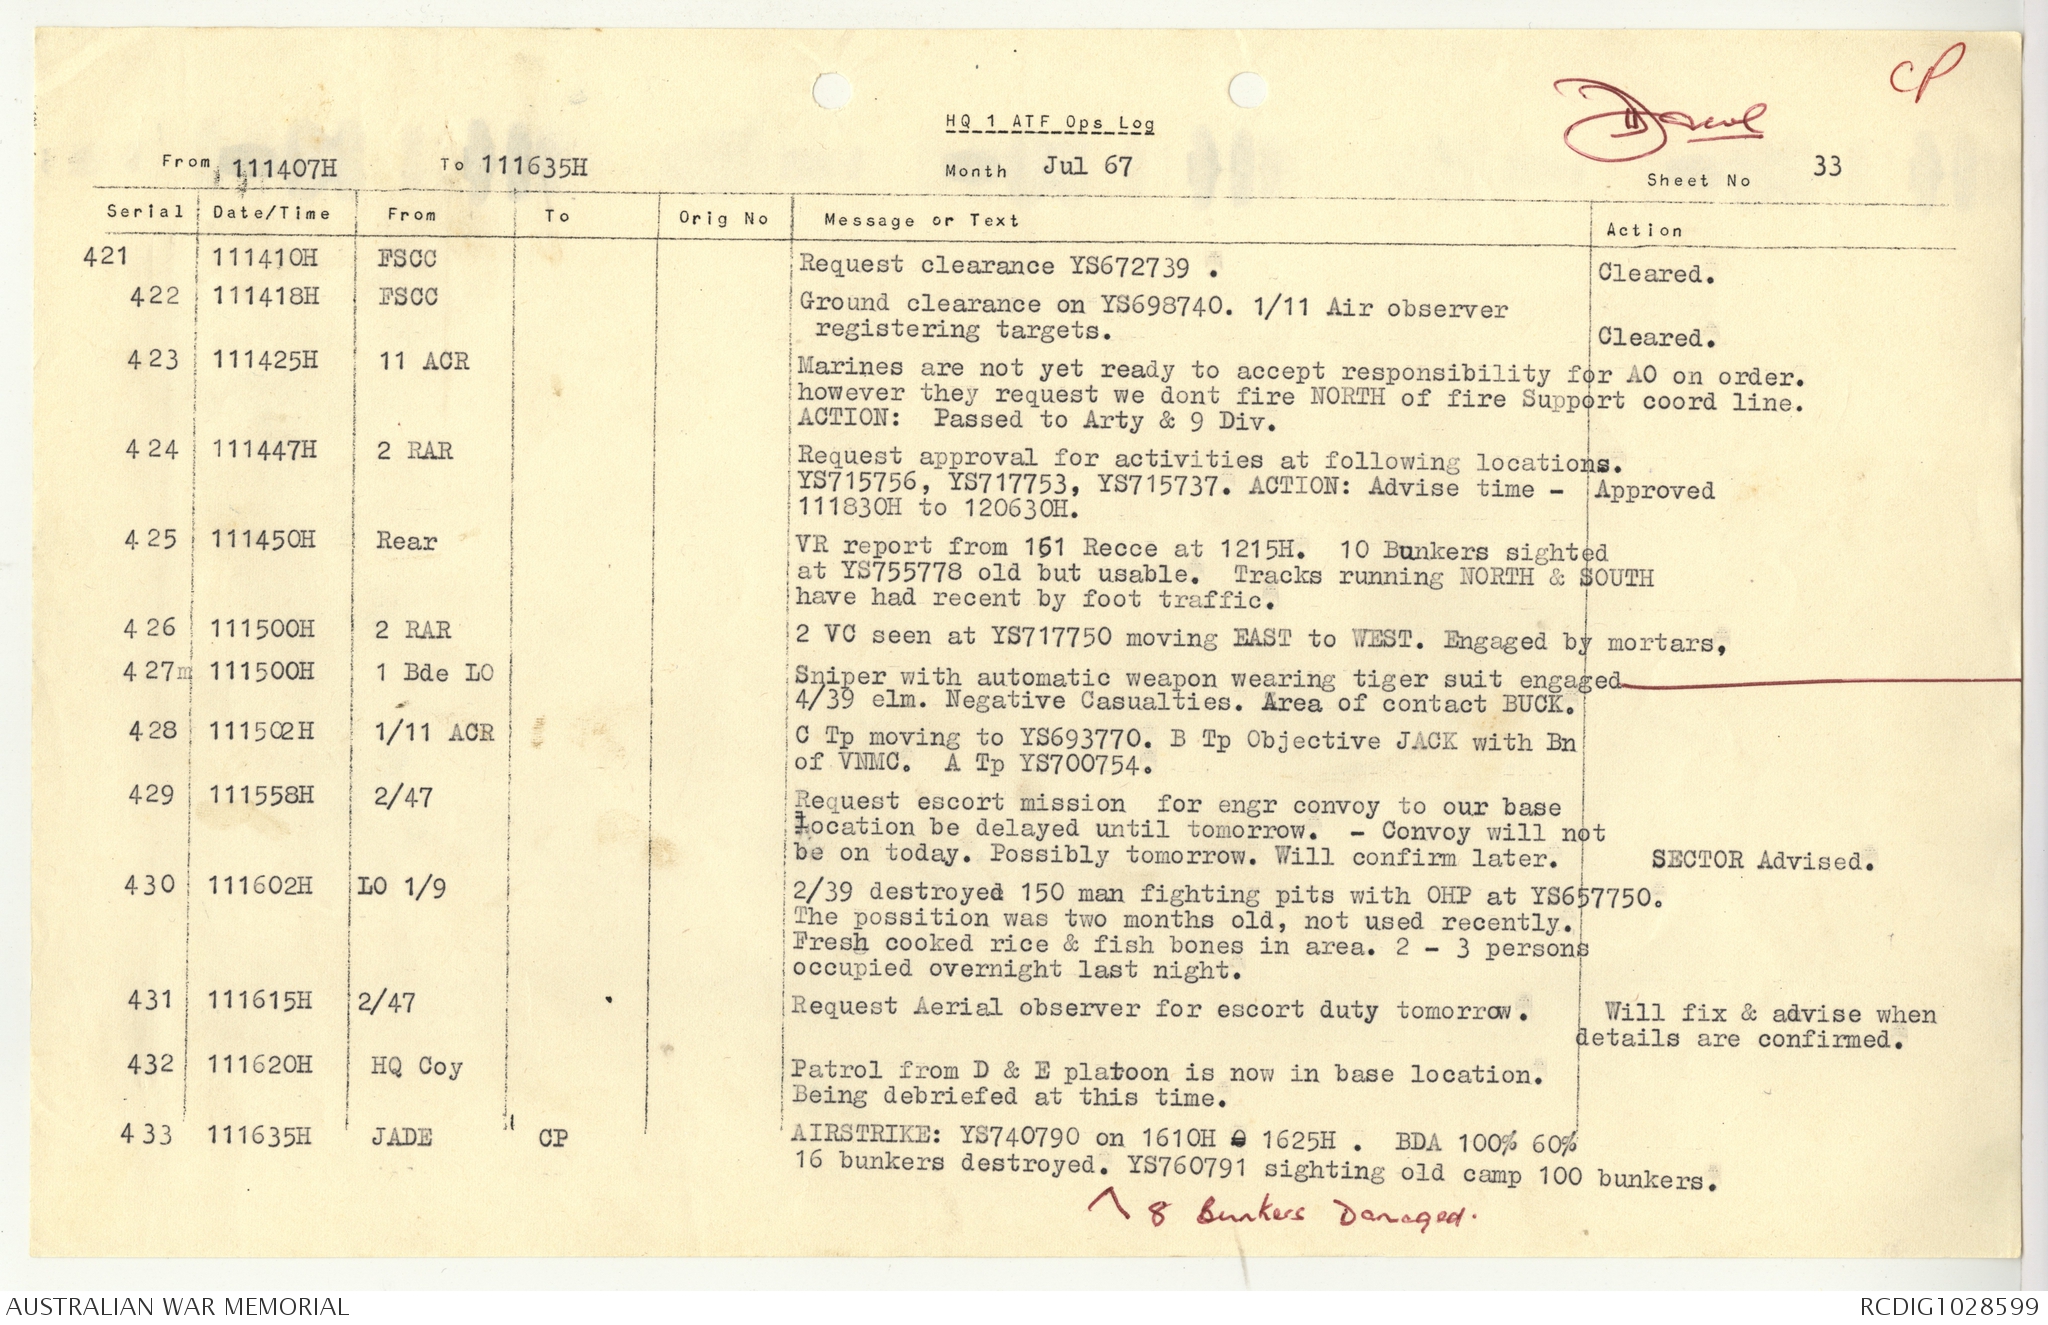 CP
HQ 1 ATF Ops Log
From 111407H To 111635H Month Jul 67 Sheet No 33
Serial Date/Time From To Orig No Message or Text Action
421 111410H FSCC Request clearance YS672739 . Cleared.
422 111418H FSCC Ground clearance on YS698740. 1/11 Air observer
registering targets. Cleared.
423 111425H 11 ACR Marines are not yet ready to accept responsibility for AO on order.
however they request we dont fire NORTH of fire Support coord line.
ACTION: Passed to Arty & 9 Div.
424 111447H 2 RAR Request approval for activities at following locations.
YS715756, YS717753, YS715737. ACTION: Advise time - Approved
111830H to 120630H.
425 111450H Rear VR report from 161 Recce at 1215H. 10 Bunkers sighted
at YS755778 old but usable. Tracks running NORTH & SOUTH
have had recent by foot traffic.
426 111500H 2 RAR 2 VC seen at YS717750 moving EAST to WEST. Engaged by mortars,
427m 111500H 1 Bde LO Sniper with automatic weapon wearing tiger suit engaged
4/39 elm. Negative Casualties. Area of contact BUCK.
428 111502H 1/11 ACR C Tp moving to YS693770. B Tp Objective JACK with Bn
of VNMC. A Tp YS700754.
429 111558H 2/47 Request escort mission for engr convoy to our base
location be delayed until tomorrow. - Convoy will not
be on today. Possibly tomorrow. Will confirm later. SECTOR Advised.
430 111602H LO 1/9 2/39 destroyed 150 man fighting pits with OHP at YS657750.
The possition was two months old, not used recently.
Fresh cooked rice & fish bones in area. 2 - 3 persons
occupied overnight last night.
431 111615H 2/47 Request Aerial observer for escort duty tomorrow. Will fix & advise when
details are confirmed.
432 111620H HQ Coy Patrol from D & E platoon is now in base location.
Being debriefed at this time.
433 111635H JADE CP AIRSTRIKE: YS740790 on 1610H 1625H . BDA 100% 60%
16 bunkers destroyed. YS760791 sighting old camp 100 bunkers.
8 Bunkers Damaged.
AUSTRALIAN WAR MEMORIAL RCDIG1028599